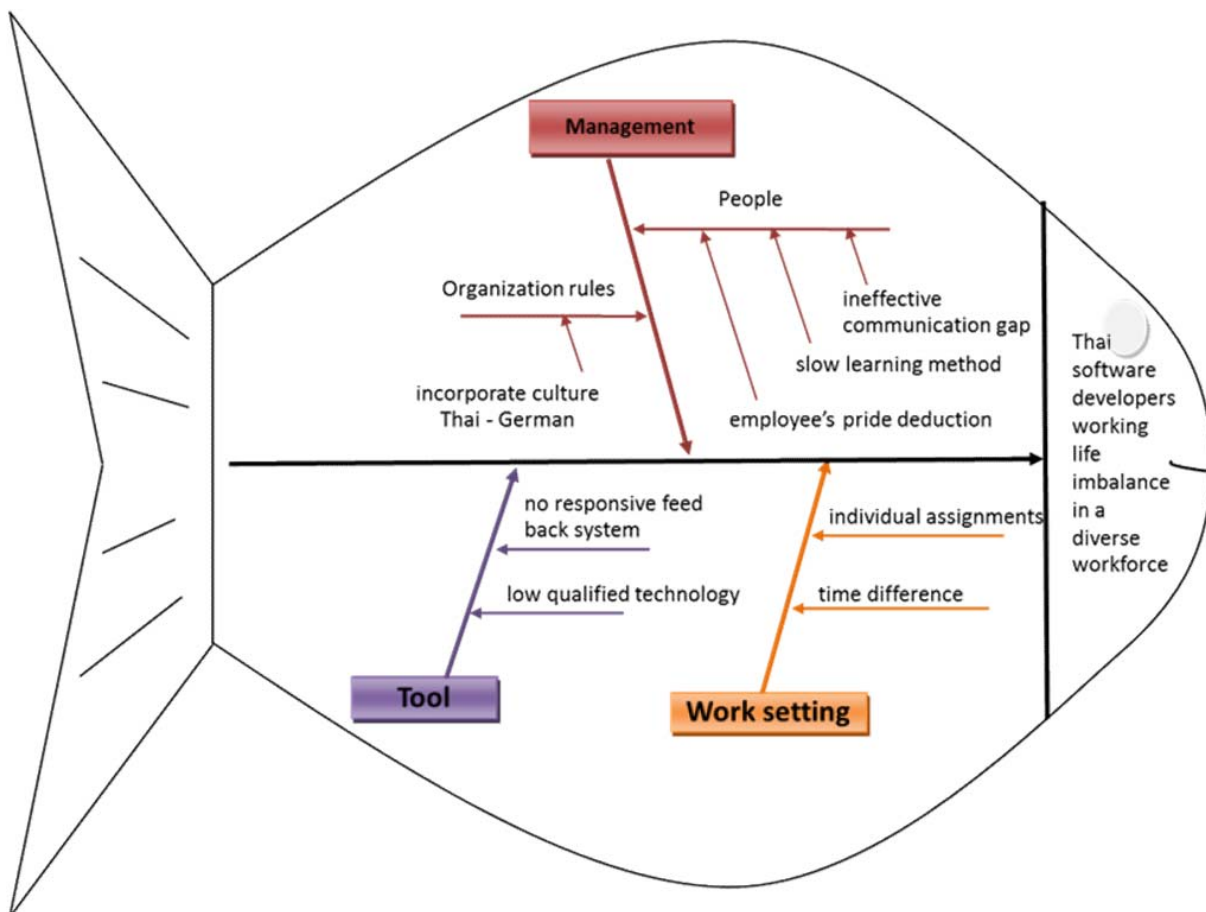 Management
People
Organization rules
ineffective
communication gap
slow learning method
incorporate culture
Thai - German
employee's pride deduction
Thai
software
developers
working
life
imbalance
in a
diverse
workforce
no responsive feed
back system
individual assignments
low qualified technology
time difference
Tool
Work setting